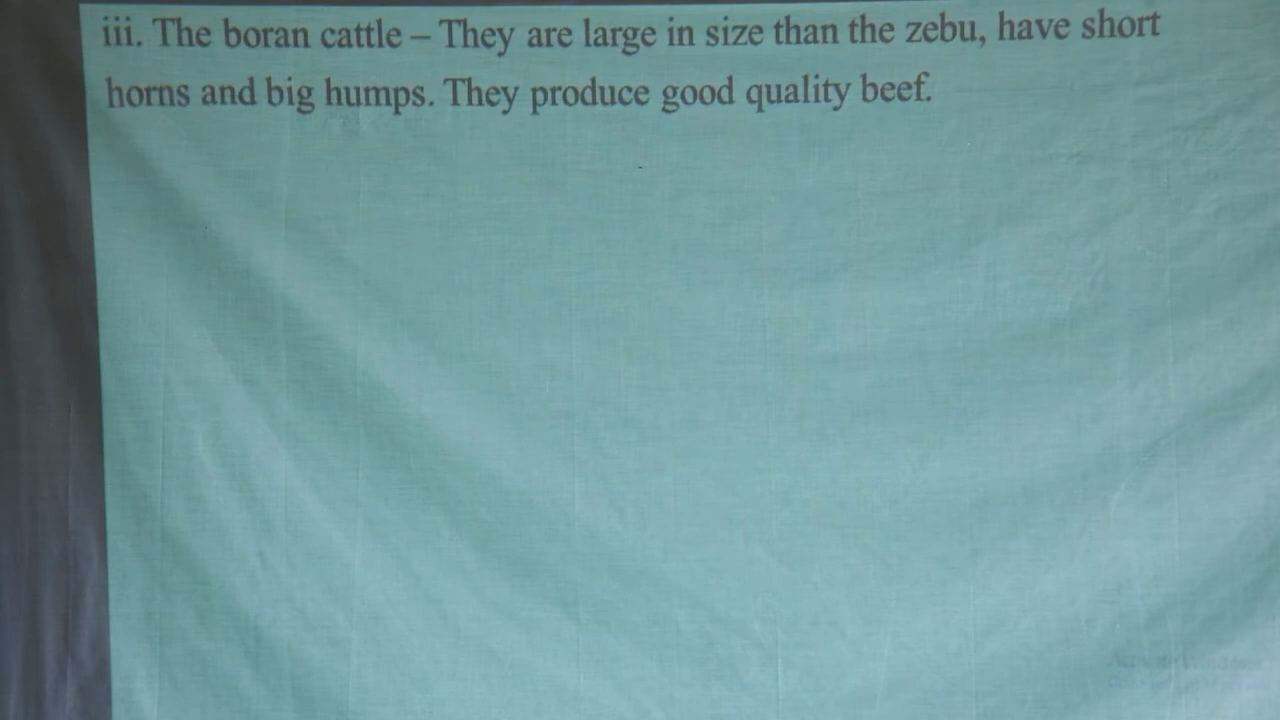 iii. The boran cattle – They are large in size than the zebu, have short
horns and big humps. They produce good quality beef.